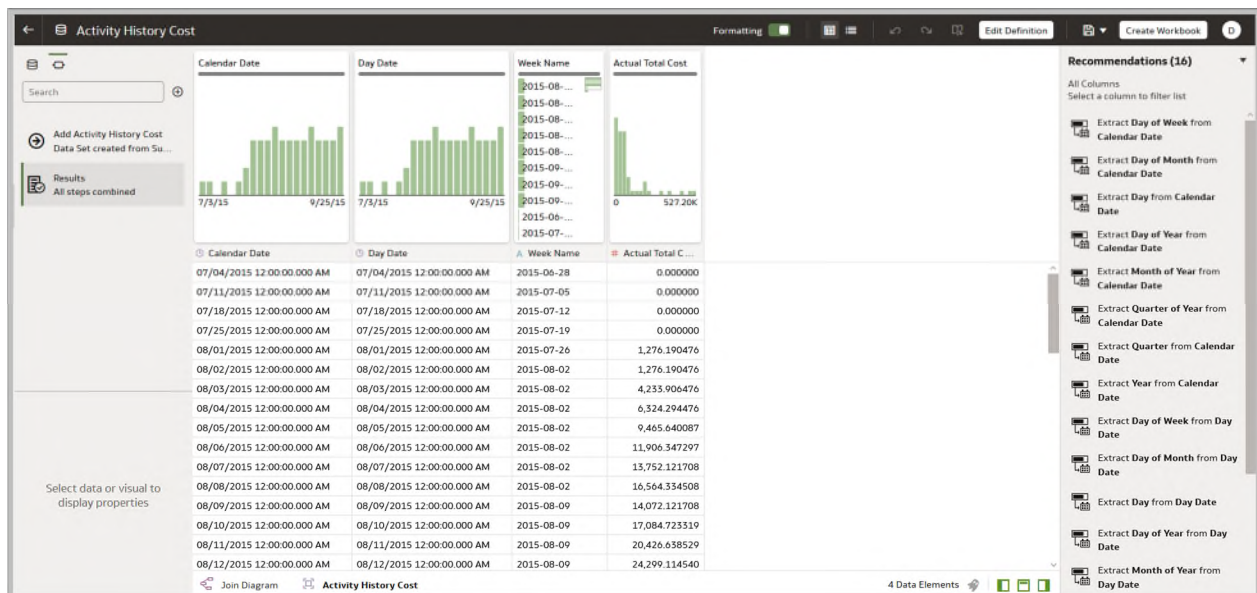 Activity History Cost
Formatting
Edit Definition
Create Workbook
D
Search
Add Activity History Cost
Data Set created from Su...
Results
All steps combined
Select data or visual to
display properties
Calendar Date
7/3/15 9/25/15
Day Date
7/3/15 9/25/15
Week Name
2015-08-...
2015-08-...
2015-08-...
2015-08-...
2015-08-...
2015-09-...
2015-09-...
2015-09-...
2015-06-...
2015-07-...
Actual Total Cost
0 527.20K
Calendar Date Day Date A Week Name # Actual Total C...
07/04/2015 12:00:00.000 AM 07/04/2015 12:00:00.000 AM 2015-06-28 0.000000
07/11/2015 12:00:00.000 AM 07/11/2015 12:00:00.000 AM 2015-07-05 0.000000
07/18/2015 12:00:00.000 AM 07/18/2015 12:00:00.000 AM 2015-07-12 0.000000
07/25/2015 12:00:00.000 AM 07/25/2015 12:00:00.000 AM 2015-07-19 0.000000
08/01/2015 12:00:00.000 AM 08/01/2015 12:00:00.000 AM 2015-07-26 1,276.190476
08/02/2015 12:00:00.000 AM 08/02/2015 12:00:00.000 AM 2015-08-02 1,276.190476
08/03/2015 12:00:00.000 AM 08/03/2015 12:00:00.000 AM 2015-08-02 4,233.906476
08/04/2015 12:00:00.000 AM 08/04/2015 12:00:00.000 AM 2015-08-02 6,324.294476
08/05/2015 12:00:00.000 AM 08/05/2015 12:00:00.000 AM 2015-08-02 9,465.640087
08/06/2015 12:00:00.000 AM 08/06/2015 12:00:00.000 AM 2015-08-02 11,906.347297
08/07/2015 12:00:00.000 AM 08/07/2015 12:00:00.000 AM 2015-08-02 13,752.121708
08/08/2015 12:00:00.000 AM 08/08/2015 12:00:00.000 AM 2015-08-02 16,564.334508
08/09/2015 12:00:00.000 AM 08/09/2015 12:00:00.000 AM 2015-08-09 14,072.121708
08/10/2015 12:00:00.000 AM 08/10/2015 12:00:00.000 AM 2015-08-09 17,084.723319
08/11/2015 12:00:00.000 AM 08/11/2015 12:00:00.000 AM 2015-08-09 20,426.638529
08/12/2015 12:00:00.000 AM 08/12/2015 12:00:00.000 AM 2015-08-09 24,299.114540
Join Diagram Activity History Cost 4 Data Elements
Recommendations (16)
All Columns
Select a column to filter list
Extract Day of Week from
Calendar Date
Extract Day of Month from
Calendar Date
Extract Day from Calendar
Date
Extract Day of Year from
Calendar Date
Extract Month of Year from
Calendar Date
Extract Quarter of Year from
Calendar Date
Extract Quarter from Calendar
Date
Extract Year from Calendar
Date
Extract Day of Week from Day
Date
Extract Day of Month from Day
Date
Extract Day from Day Date
Extract Day of Year from Day
Date
Extract Month of Year from
Day Date